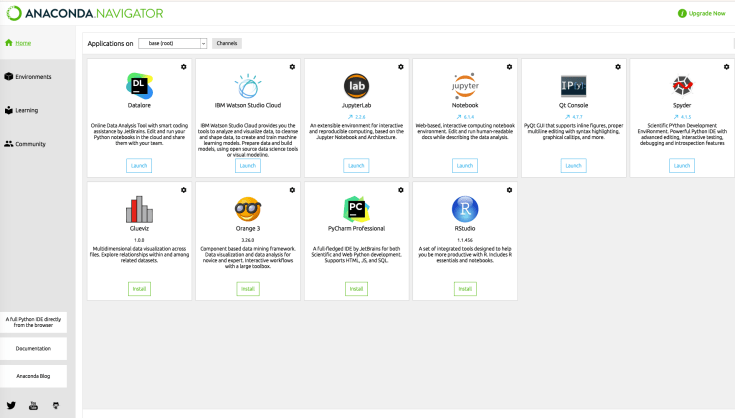 ANACONDA.NAVIGATOR
Upgrade Now
Home
Environments
Learning
Community
Applications on
base (root)
Channels
DL
Datalore
Online Data Analysis Tool with smart coding
assistance by JetBrains. Edit and run your
Python notebooks in the cloud and share
them with your team.
Launch
IBM Watson Studio Cloud
IBM Watson Studio Cloud provides you the
tools to analyze and visualize data, to cleanse
and shape data, to create and train machine
learning models. Prepare data and build
models, using open source data science tools
or visual modeling.
Launch
lab
JupyterLab
2.2.6
An extensible environment for interactive
and reproducible computing, based on the
Jupyter Notebook and Architecture.
Launch
jupyter
Notebook
6.1.4
Web-based, interactive computing notebook
environment. Edit and run human-readable
docs while describing the data analysis.
Launch
IP[y]:
Qt Console
4.7.7
PyQt GUI that supports inline figures, proper
multiline editing with syntax highlighting,
graphical calltips, and more.
Launch
Spyder
4.1.5
Scientific PYthon Development
EnviRonment. Powerful Python IDE with
advanced editing, interactive testing,
debugging and introspection features
Launch
Glueviz
1.0.0
Multidimensional data visualization across
files. Explore relationships within and among
related datasets.
Install
Orange 3
3.26.0
Component based data mining framework.
Data visualization and data analysis for
novice and expert. Interactive workflows
with a large toolbox.
Install
PC
PyCharm Professional
A full-fledged IDE by JetBrains for both
Scientific and Web Python development.
Supports HTML, JS, and SQL.
Install
R
RStudio
1.1.456
A set of integrated tools designed to help
you be more productive with R. Includes R
essentials and notebooks.
Install
A full Python IDE directly
from the browser
Documentation
Anaconda Blog
You
Tube